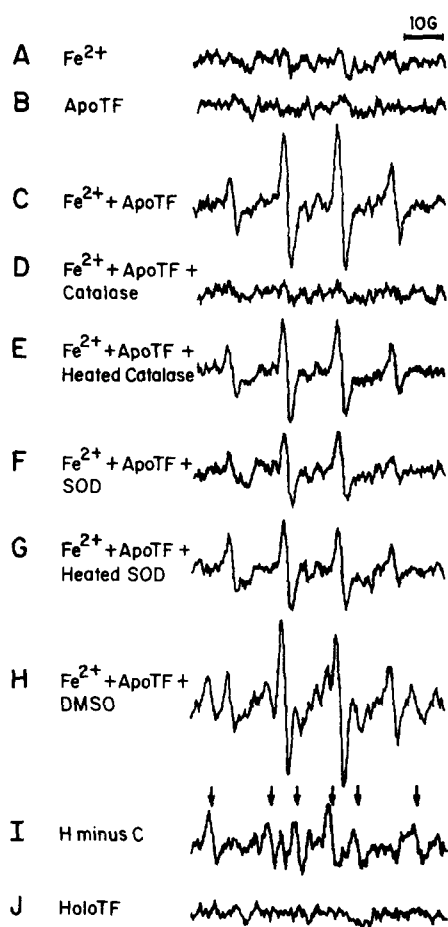 10G
A Fe²⁺
B ApoTF
C Fe²⁺ + ApoTF
D Fe²⁺ + ApoTF +
Catalase
E Fe²⁺ + ApoTF +
Heated Catalase
F Fe²⁺ + ApoTF +
SOD
G Fe²⁺ + ApoTF +
Heated SOD
H Fe²⁺ + ApoTF +
DMSO
I H minus C
J HoloTF